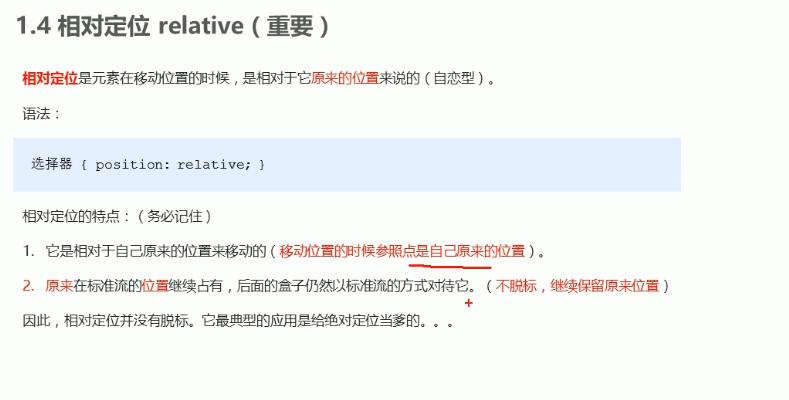 1.4 相对定位 relative（重要）
相对定位是元素在移动位置的时候，是相对于它原来的位置来说的（自恋型）。
语法：
选择器 { position: relative; }
相对定位的特点：（务必记住）
1. 它是相对于自己原来的位置来移动的（移动位置的时候参照点是自己原来的位置）。
2. 原来在标准流的位置继续占有，后面的盒子仍然以标准流的方式对待它。（不脱标，继续保留原来位置）
因此，相对定位并没有脱标。它最典型的应用是给绝对定位当爹的。。。